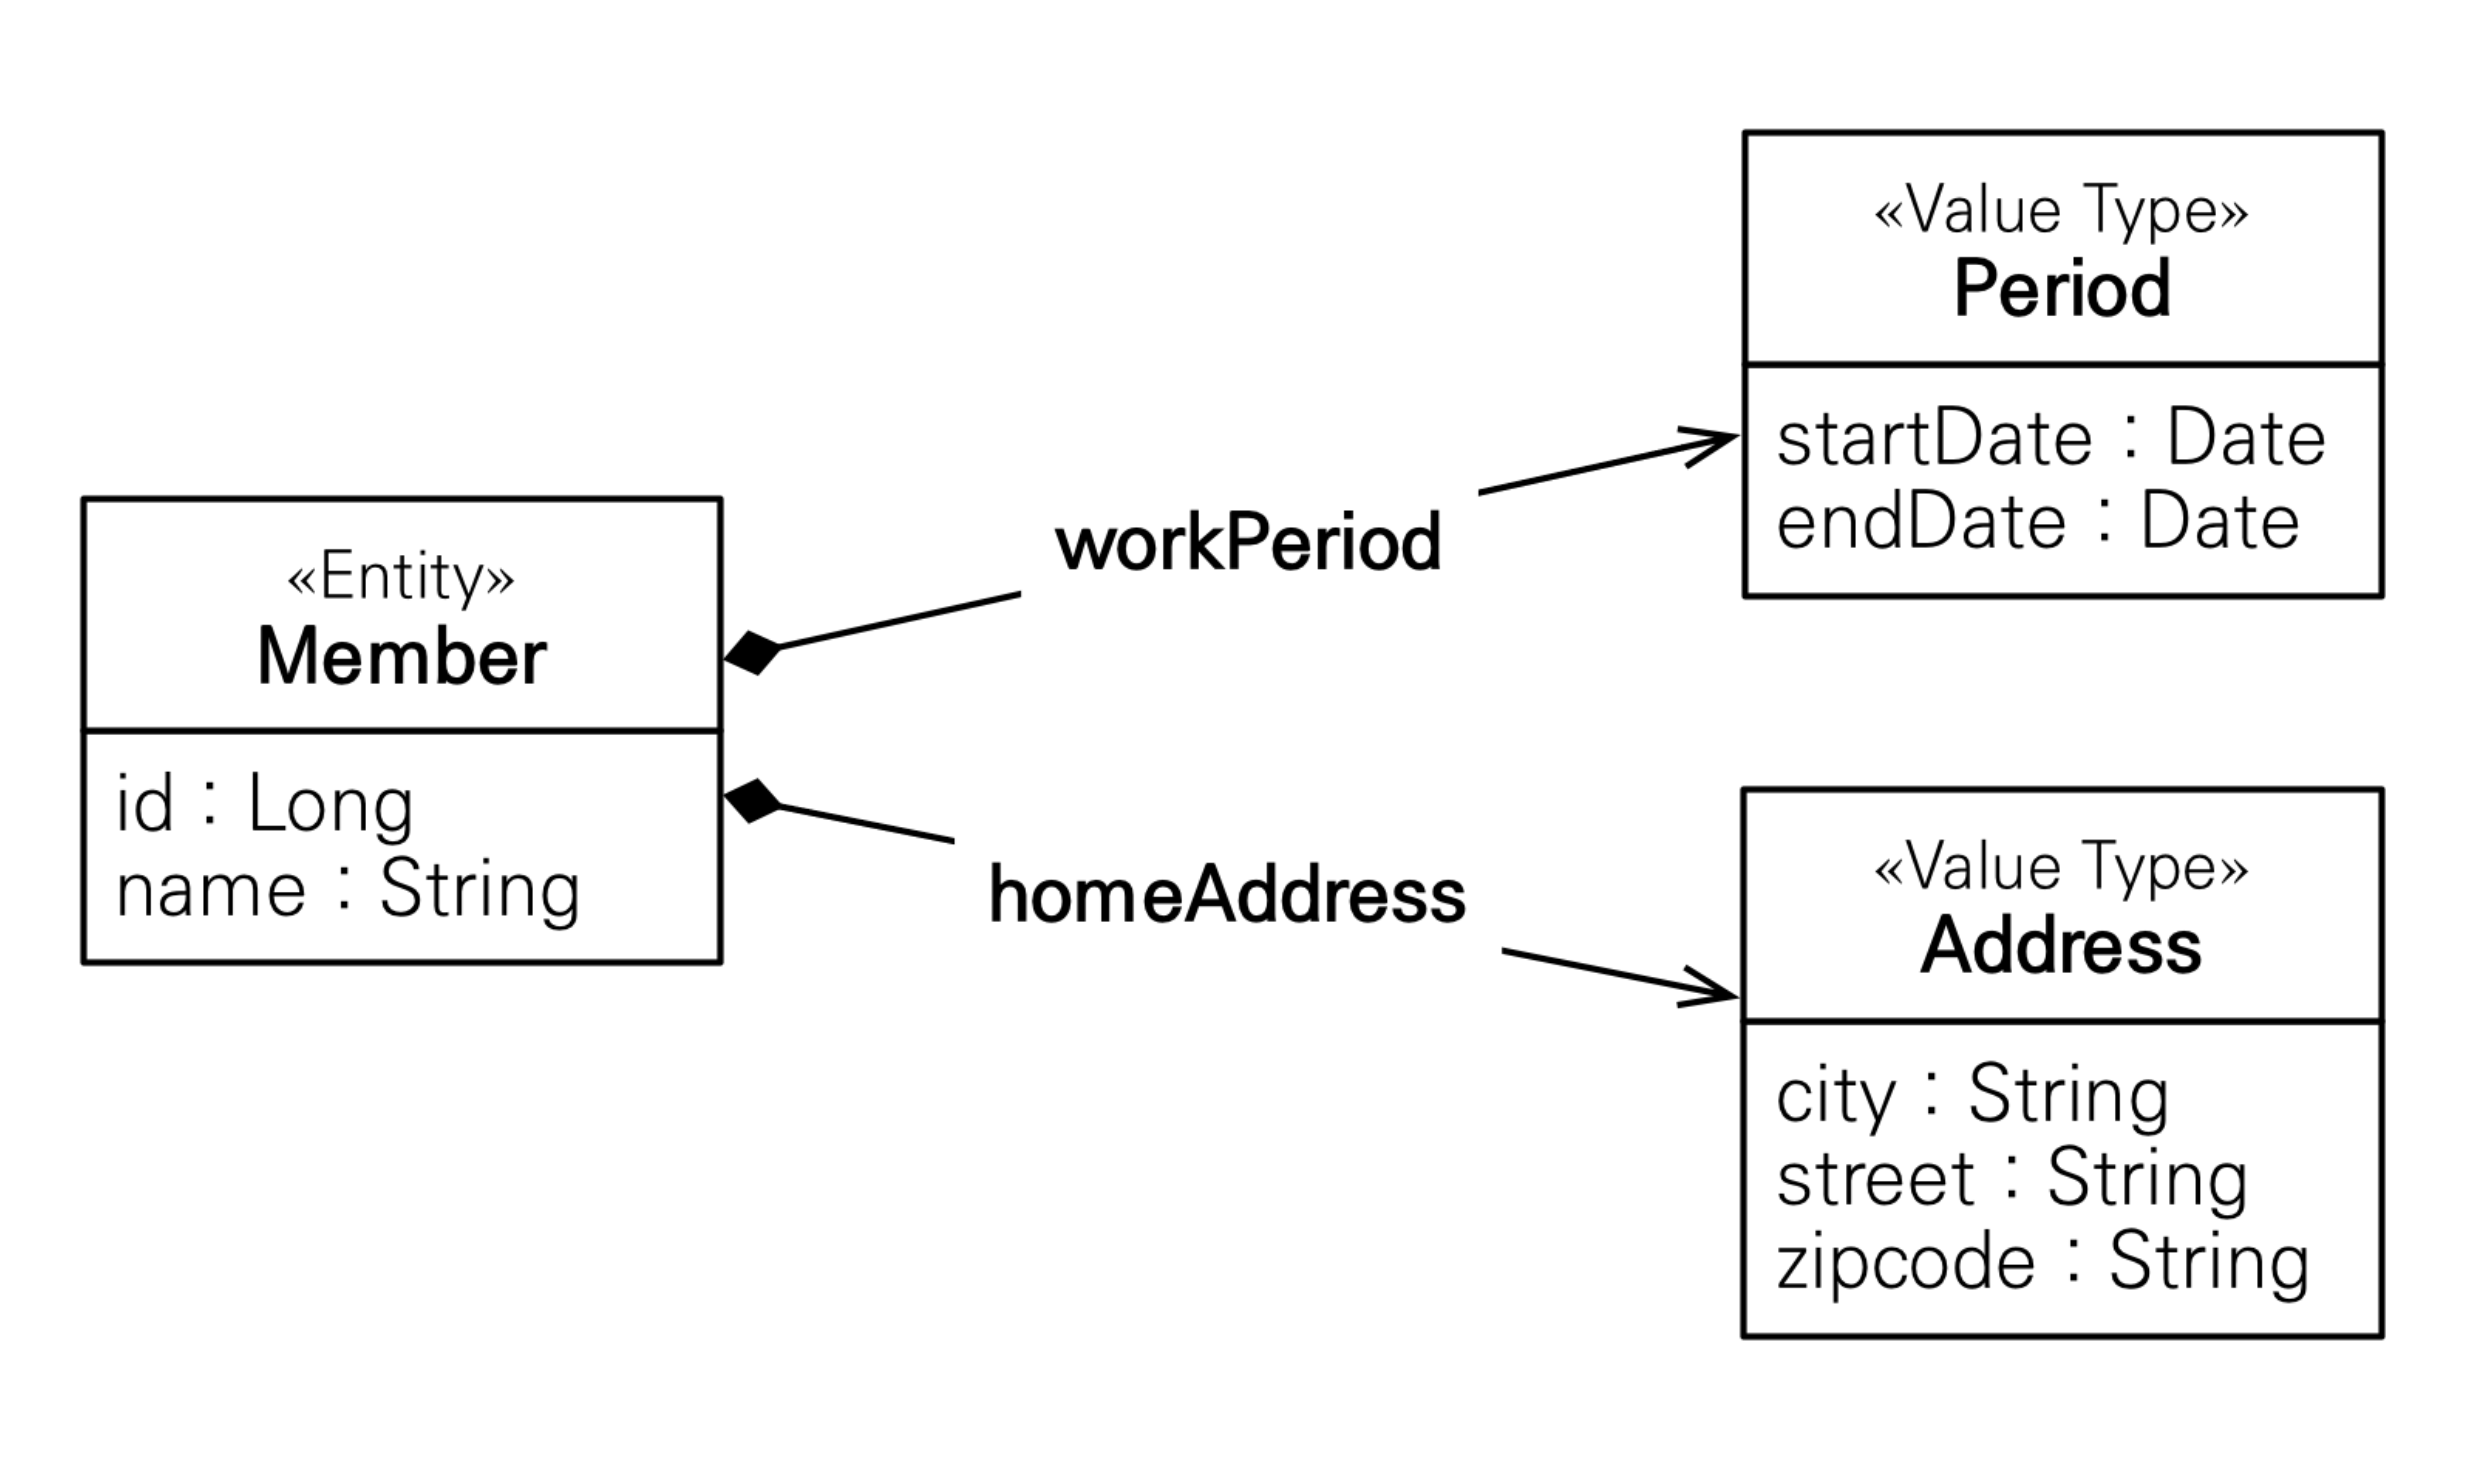 «Entity»
Member
id : Long
name : String
workPeriod
homeAddress
«Value Type»
Period
startDate : Date
endDate : Date
«Value Type»
Address
city : String
street : String
zipcode : String